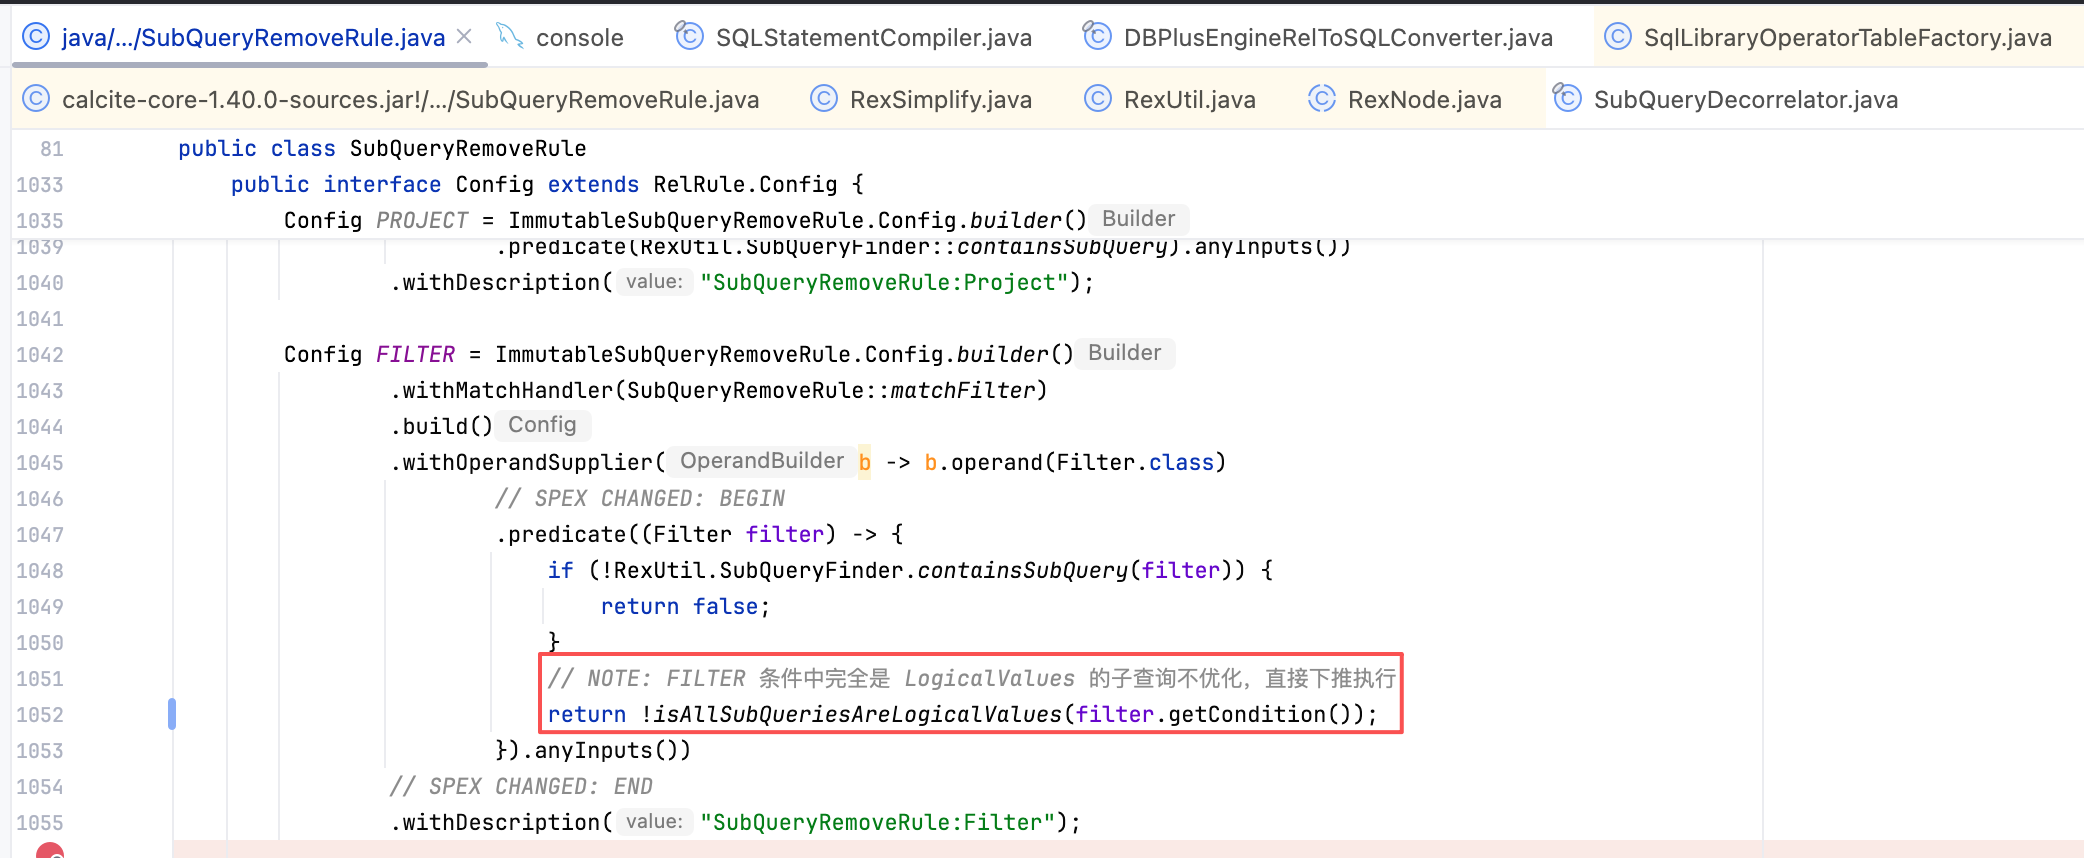 java/.../SubQueryRemoveRule.java × console SQLStatementCompiler.java DBPlusEngineRelToSQLConverter.java SqlLibraryOperatorTableFactory.java
calcite-core-1.40.0-sources.jar!/.../SubQueryRemoveRule.java RexSimplify.java RexUtil.java RexNode.java SubQueryDecorrelator.java
81 public class SubQueryRemoveRule
1033 public interface Config extends RelRule.Config {
1035 Config PROJECT = ImmutableSubQueryRemoveRule.Config.builder() Builder
1039 .predicate(RexUtil.SubQueryFinder::containsSubQuery).anyInputs())
1040 .withDescription( value: "SubQueryRemoveRule:Project");
1041
1042 Config FILTER = ImmutableSubQueryRemoveRule.Config.builder() Builder
1043 .withMatchHandler(SubQueryRemoveRule::matchFilter)
1044 .build() Config
1045 .withOperandSupplier( OperandBuilder b -> b.operand(Filter.class)
1046 // SPEX CHANGED: BEGIN
1047 .predicate((Filter filter) -> {
1048 if (!RexUtil.SubQueryFinder.containsSubQuery(filter)) {
1049 return false;
1050 }
1051 // NOTE: FILTER 条件中完全是 LogicalValues 的子查询不优化，直接下推执行
1052 return !isAllSubQueriesAreLogicalValues(filter.getCondition());
1053 }).anyInputs())
1054 // SPEX CHANGED: END
1055 .withDescription( value: "SubQueryRemoveRule:Filter");